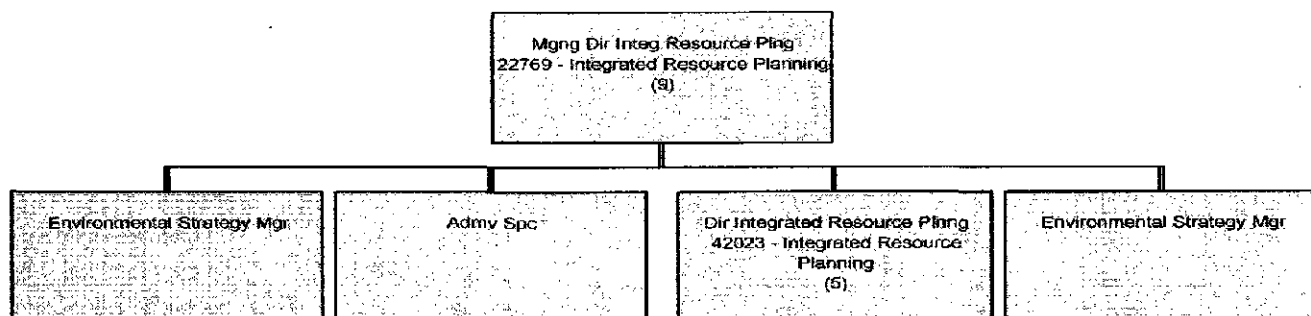 Mgng Dir Integ Resource Plng
22769 - Integrated Resource Planning
(9)
Environmental Strategy Mgr
Admv Spc
Dir Integrated Resource Plnng
42023 - Integrated Resource
Planning
(5)
Environmental Strategy Mgr